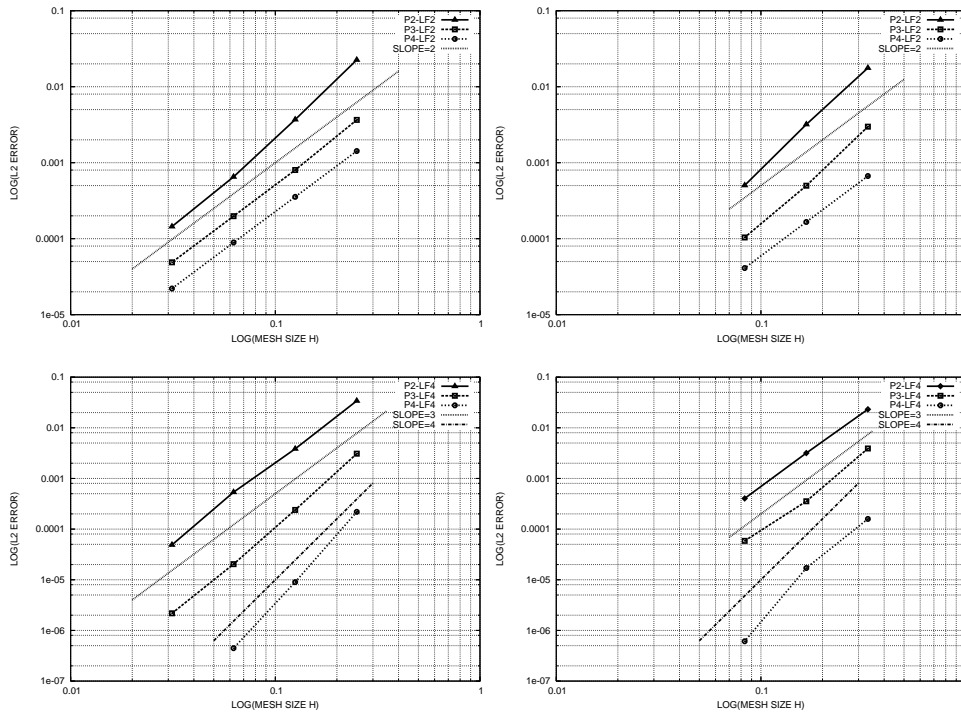 0.1
0.01
0.001
0.0001
1e-05
0.01
0.1
1
LOG(L2 ERROR)
LOG(MESH SIZE H)
P2-LF2
P3-LF2
P4-LF2
SLOPE=2
0.1
0.01
0.001
0.0001
1e-05
0.01
0.1
1
LOG(L2 ERROR)
LOG(MESH SIZE H)
P2-LF2
P3-LF2
P4-LF2
SLOPE=2
0.1
0.01
0.001
0.0001
1e-05
1e-06
1e-07
0.01
0.1
1
LOG(L2 ERROR)
LOG(MESH SIZE H)
P2-LF4
P3-LF4
P4-LF4
SLOPE=3
SLOPE=4
0.1
0.01
0.001
0.0001
1e-05
1e-06
1e-07
0.01
0.1
1
LOG(L2 ERROR)
LOG(MESH SIZE H)
P2-LF4
P3-LF4
P4-LF4
SLOPE=3
SLOPE=4